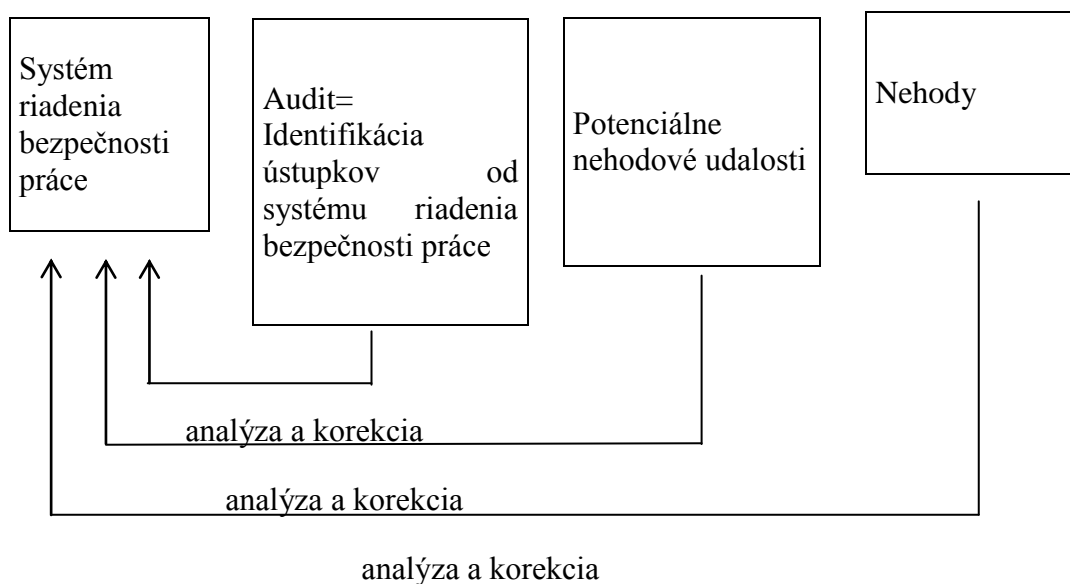 Systém
riadenia
bezpečnosti
práce
Audit=
Identifikácia
ústupkov od
systému riadenia
bezpečnosti práce
Potenciálne
nehodové udalosti
Nehody
analýza a korekcia
analýza a korekcia
analýza a korekcia